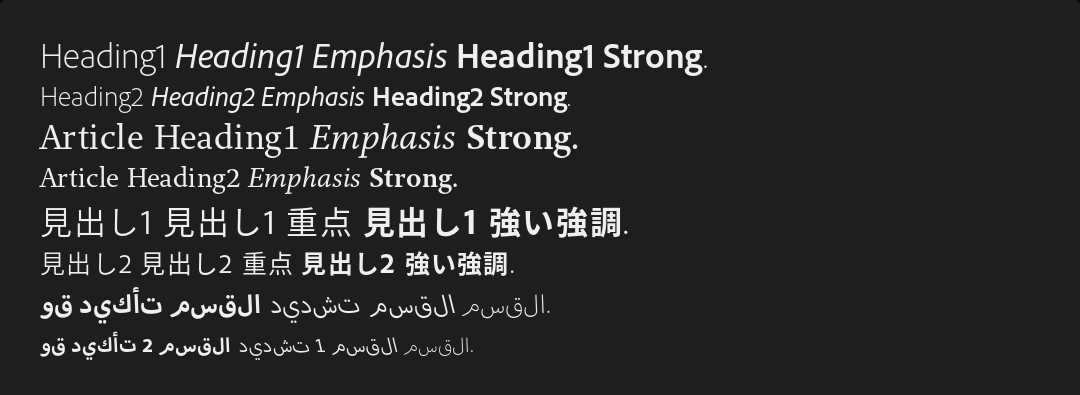 Heading1 Heading1 Emphasis Heading1 Strong.
Heading2 Heading2 Emphasis Heading2 Strong.
Article Heading1 Emphasis Strong.
Article Heading2 Emphasis Strong.
見出し1 見出し1 重点 見出し1 強い強調.
見出し2 見出し2 重点 見出し2 強い強調.
القسم القسم تشديد القسم تأكيد قو.
القسم القسم 1 تشديد القسم 2 تأكيد قو.